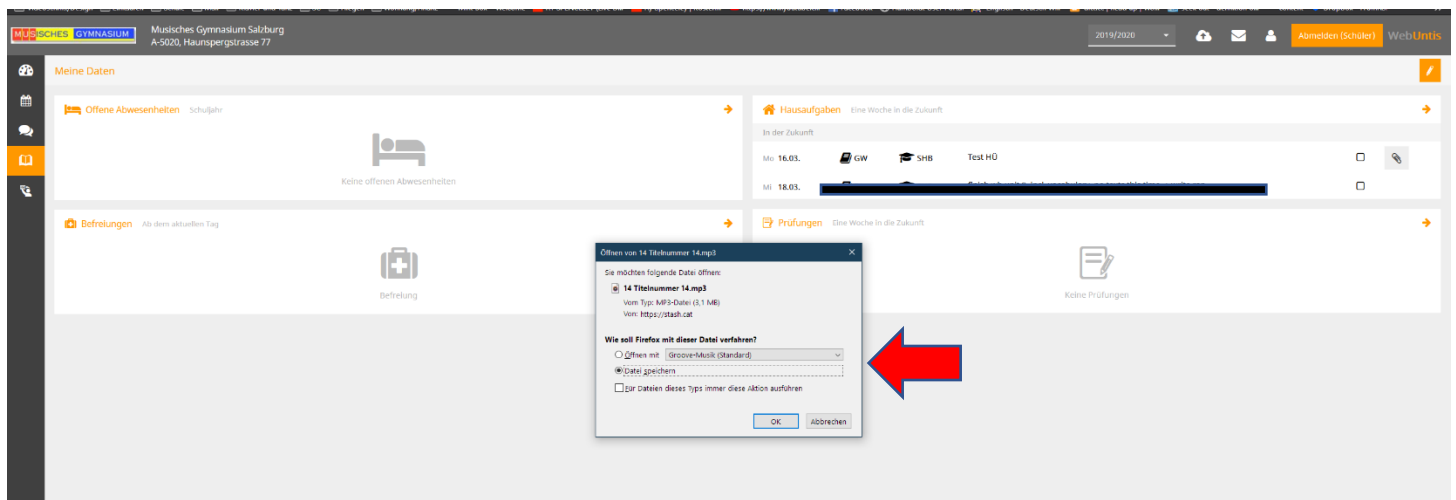 MUSISCHES GYMNASIUM
Musisches Gymnasium Salzburg
A-5020, Haunspergstrasse 77
2019/2020
Abmelden (Schüler)
WebUntis
Meine Daten
Offene Abwesenheiten Schuljahr
Keine offenen Abwesenheiten
Hausaufgaben Eine Woche in die Zukunft
In der Zukunft
Mo 16.03. GW SHB Test HÜ
Mi 18.03.
Befreiungen Ab dem aktuellen Tag
Befreiung
Prüfungen Eine Woche in die Zukunft
Keine Prüfungen
Öffnen von 14 Titelnummer 14.mp3
Sie möchten folgende Datei öffnen:
14 Titelnummer 14.mp3
Vom Typ: MP3-Datei (3,1 MB)
Von: https://stash.cat
Wie soll Firefox mit dieser Datei verfahren?
Öffnen mit Groove-Musik (Standard)
Datei speichern
Für Dateien dieses Typs immer diese Aktion ausführen
OK Abbrechen